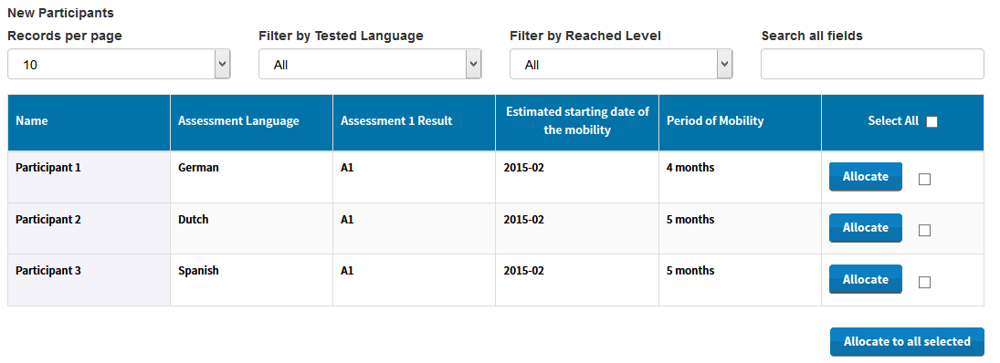 New Participants
Records per page Filter by Tested Language Filter by Reached Level Search all fields
10 All All
Name Assessment Language Assessment 1 Result Estimated starting date of the mobility Period of Mobility Select All
Participant 1 German A1 2015-02 4 months Allocate
Participant 2 Dutch A1 2015-02 5 months Allocate
Participant 3 Spanish A1 2015-02 5 months Allocate
Allocate to all selected